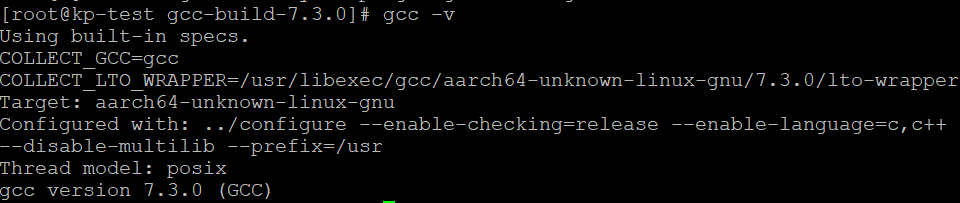 [root@kp-test gcc-build-7.3.0]# gcc -v
Using built-in specs.
COLLECT_GCC=gcc
COLLECT_LTO_WRAPPER=/usr/libexec/gcc/aarch64-unknown-linux-gnu/7.3.0/lto-wrapper
Target: aarch64-unknown-linux-gnu
Configured with: ../configure --enable-checking=release --enable-language=c,c++
--disable-multilib --prefix=/usr
Thread model: posix
gcc version 7.3.0 (GCC)